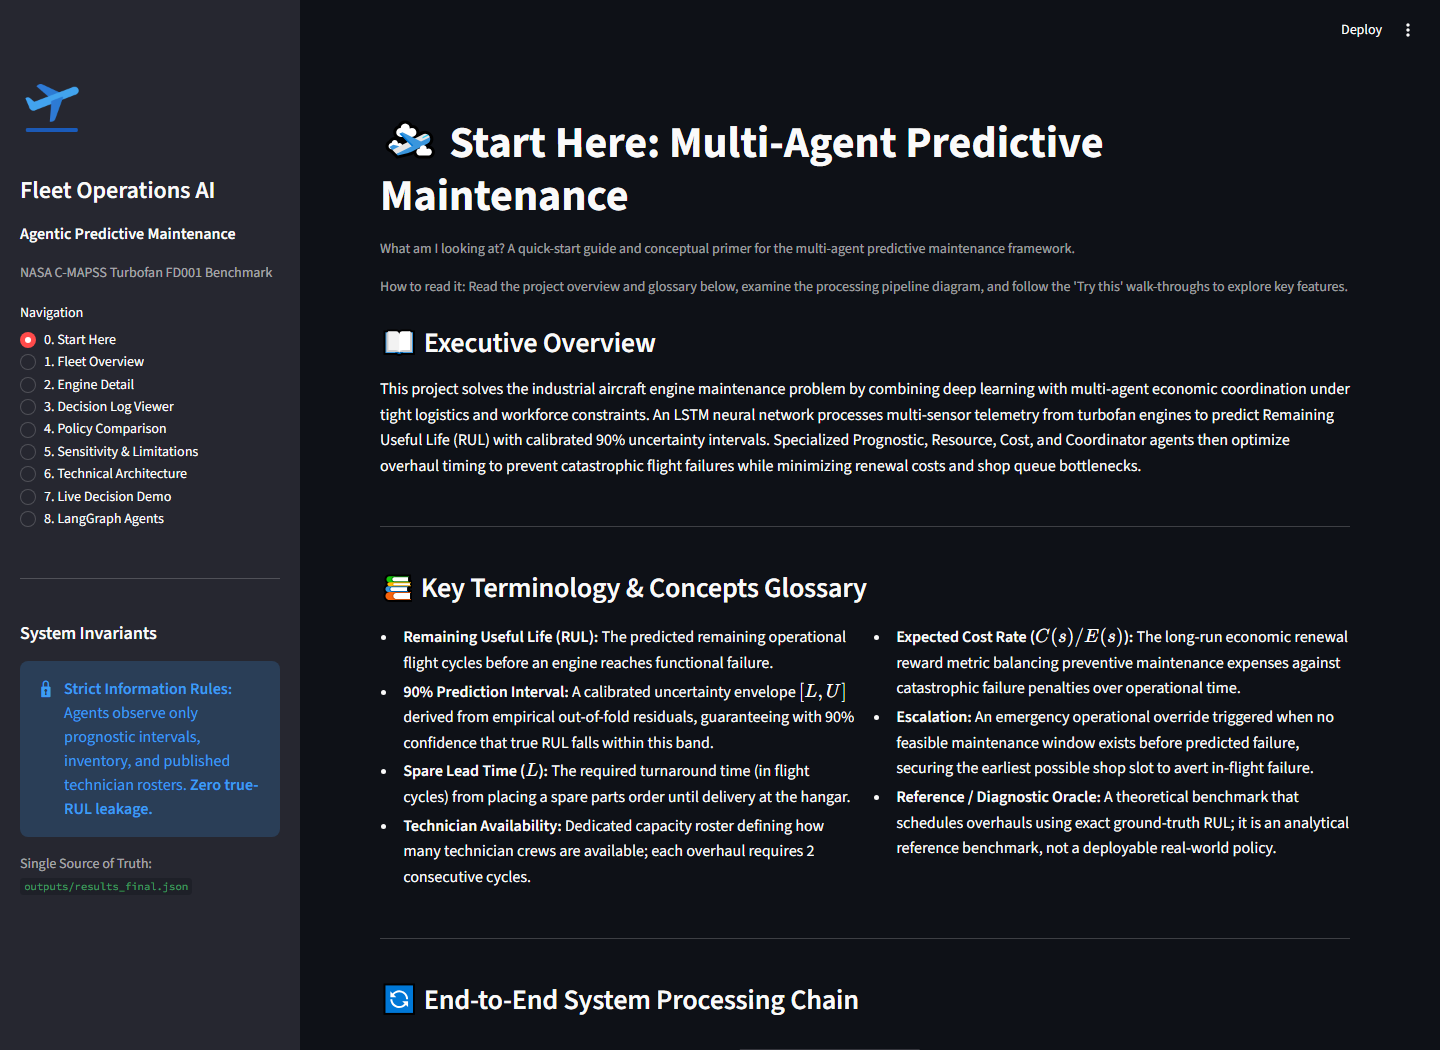 Deploy
Fleet Operations AI
Agentic Predictive Maintenance
NASA C-MAPSS Turbofan FD001 Benchmark
Navigation
0. Start Here
1. Fleet Overview
2. Engine Detail
3. Decision Log Viewer
4. Policy Comparison
5. Sensitivity & Limitations
6. Technical Architecture
7. Live Decision Demo
8. LangGraph Agents
System Invariants
Strict Information Rules:
Agents observe only
prognostic intervals,
inventory, and published
technician rosters. Zero true-
RUL leakage.
Single Source of Truth:
outputs/results_final.json
Start Here: Multi-Agent Predictive
Maintenance
What am I looking at? A quick-start guide and conceptual primer for the multi-agent predictive maintenance framework.
How to read it: Read the project overview and glossary below, examine the processing pipeline diagram, and follow the 'Try this' walk-throughs to explore key features.
Executive Overview
This project solves the industrial aircraft engine maintenance problem by combining deep learning with multi-agent economic coordination under
tight logistics and workforce constraints. An LSTM neural network processes multi-sensor telemetry from turbofan engines to predict Remaining
Useful Life (RUL) with calibrated 90% uncertainty intervals. Specialized Prognostic, Resource, Cost, and Coordinator agents then optimize
overhaul timing to prevent catastrophic flight failures while minimizing renewal costs and shop queue bottlenecks.
Key Terminology & Concepts Glossary
• Remaining Useful Life (RUL): The predicted remaining operational
flight cycles before an engine reaches functional failure.
• 90% Prediction Interval: A calibrated uncertainty envelope [L, U]
derived from empirical out-of-fold residuals, guaranteeing with 90%
confidence that true RUL falls within this band.
• Spare Lead Time (L): The required turnaround time (in flight
cycles) from placing a spare parts order until delivery at the hangar.
• Technician Availability: Dedicated capacity roster defining how
many technician crews are available; each overhaul requires 2
consecutive cycles.
• Expected Cost Rate (C(s)/E(s)): The long-run economic renewal
reward metric balancing preventive maintenance expenses against
catastrophic failure penalties over operational time.
• Escalation: An emergency operational override triggered when no
feasible maintenance window exists before predicted failure,
securing the earliest possible shop slot to avert in-flight failure.
• Reference / Diagnostic Oracle: A theoretical benchmark that
schedules overhauls using exact ground-truth RUL; it is an analytical
reference benchmark, not a deployable real-world policy.
End-to-End System Processing Chain